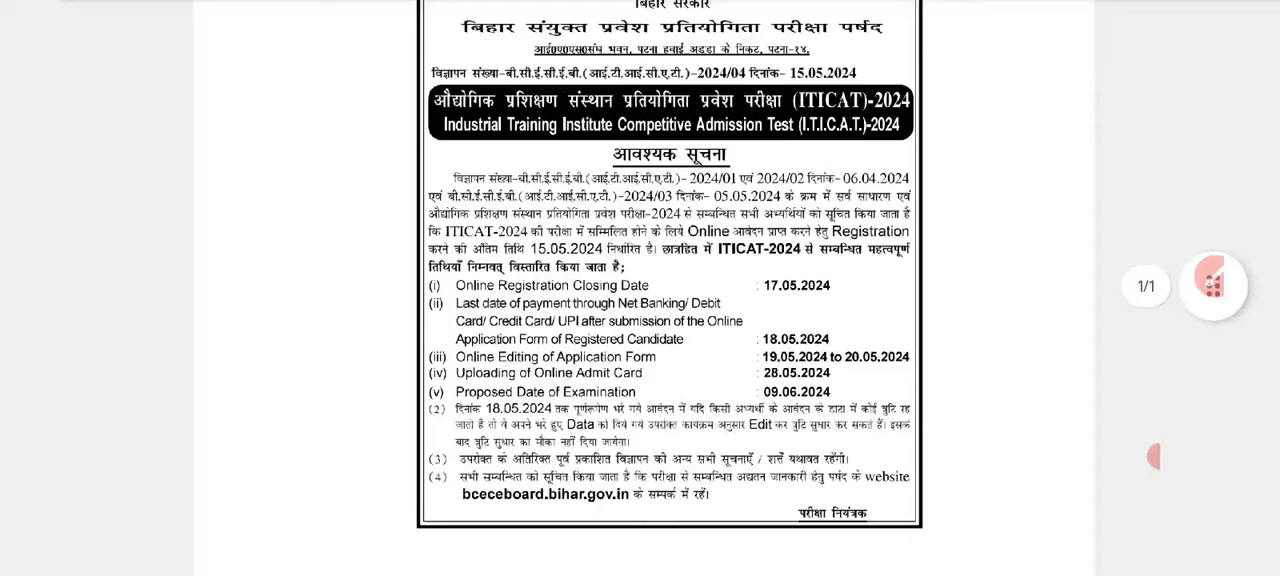 बिहार सरकार
बिहार संयुक्त प्रवेश प्रतियोगिता परीक्षा पर्षद
आई0ए0एस0संघ भवन, पटना हवाई अड्डा के निकट, पटना-१४.
विज्ञापन संख्या-बी.सी.ई.सी.ई.बी.(आई.टी.आई.सी.ए.टी.)-2024/04 दिनांक- 15.05.2024
औद्योगिक प्रशिक्षण संस्थान प्रतियोगिता प्रवेश परीक्षा (ITICAT)-2024
Industrial Training Institute Competitive Admission Test (I.T.I.C.A.T.)-2024
आवश्यक सूचना
विज्ञापन संख्या-बी.सी.ई.सी.ई.बी.(आई.टी.आई.सी.ए.टी.)- 2024/01 एवं 2024/02 दिनांक- 06.04.2024
एवं बी.सी.ई.सी.ई.बी.(आई.टी.आई.सी.ए.टी.)-2024/03 दिनांक- 05.05.2024 के क्रम में सर्व साधारण एवं
औद्योगिक प्रशिक्षण संस्थान प्रतियोगिता प्रवेश परीक्षा-2024 से सम्बन्धित सभी अभ्यर्थियों को सूचित किया जाता है
कि ITICAT-2024 की परीक्षा में सम्मिलित होने के लिये Online आवेदन प्राप्त करने हेतु Registration
करने की अंतिम तिथि 15.05.2024 निर्धारित है। छात्रहित में ITICAT-2024 से सम्बन्धित महत्वपूर्ण
तिथियाँ निम्नवत् विस्तारित किया जाता है;
(i) Online Registration Closing Date : 17.05.2024
(ii) Last date of payment through Net Banking/ Debit
Card/ Credit Card/ UPI after submission of the Online
Application Form of Registered Candidate : 18.05.2024
(iii) Online Editing of Application Form : 19.05.2024 to 20.05.2024
(iv) Uploading of Online Admit Card : 28.05.2024
(v) Proposed Date of Examination : 09.06.2024
(2) दिनांक 18.05.2024 तक पूर्णरूपेण भरे गये आवेदन में यदि किसी अभ्यर्थी के आवेदन के डाटा में कोई त्रुटि रह
जाती है तो वे अपने भरे हुए Data को दिये गये उपरोक्त कार्यक्रम अनुसार Edit कर त्रुटि सुधार कर सकते हैं। इसके
बाद त्रुटि सुधार का मौका नहीं दिया जायेगा।
(3) उपरोक्त के अतिरिक्त पूर्व प्रकाशित विज्ञापन की अन्य सभी सूचनाएँ / शर्तें यथावत रहेंगी।
(4) सभी सम्बन्धित को सूचित किया जाता है कि परीक्षा से सम्बन्धित अद्यतन जानकारी हेतु पर्षद के website
bceceboard.bihar.gov.in के सम्पर्क में रहें।
परीक्षा नियंत्रक
1/1